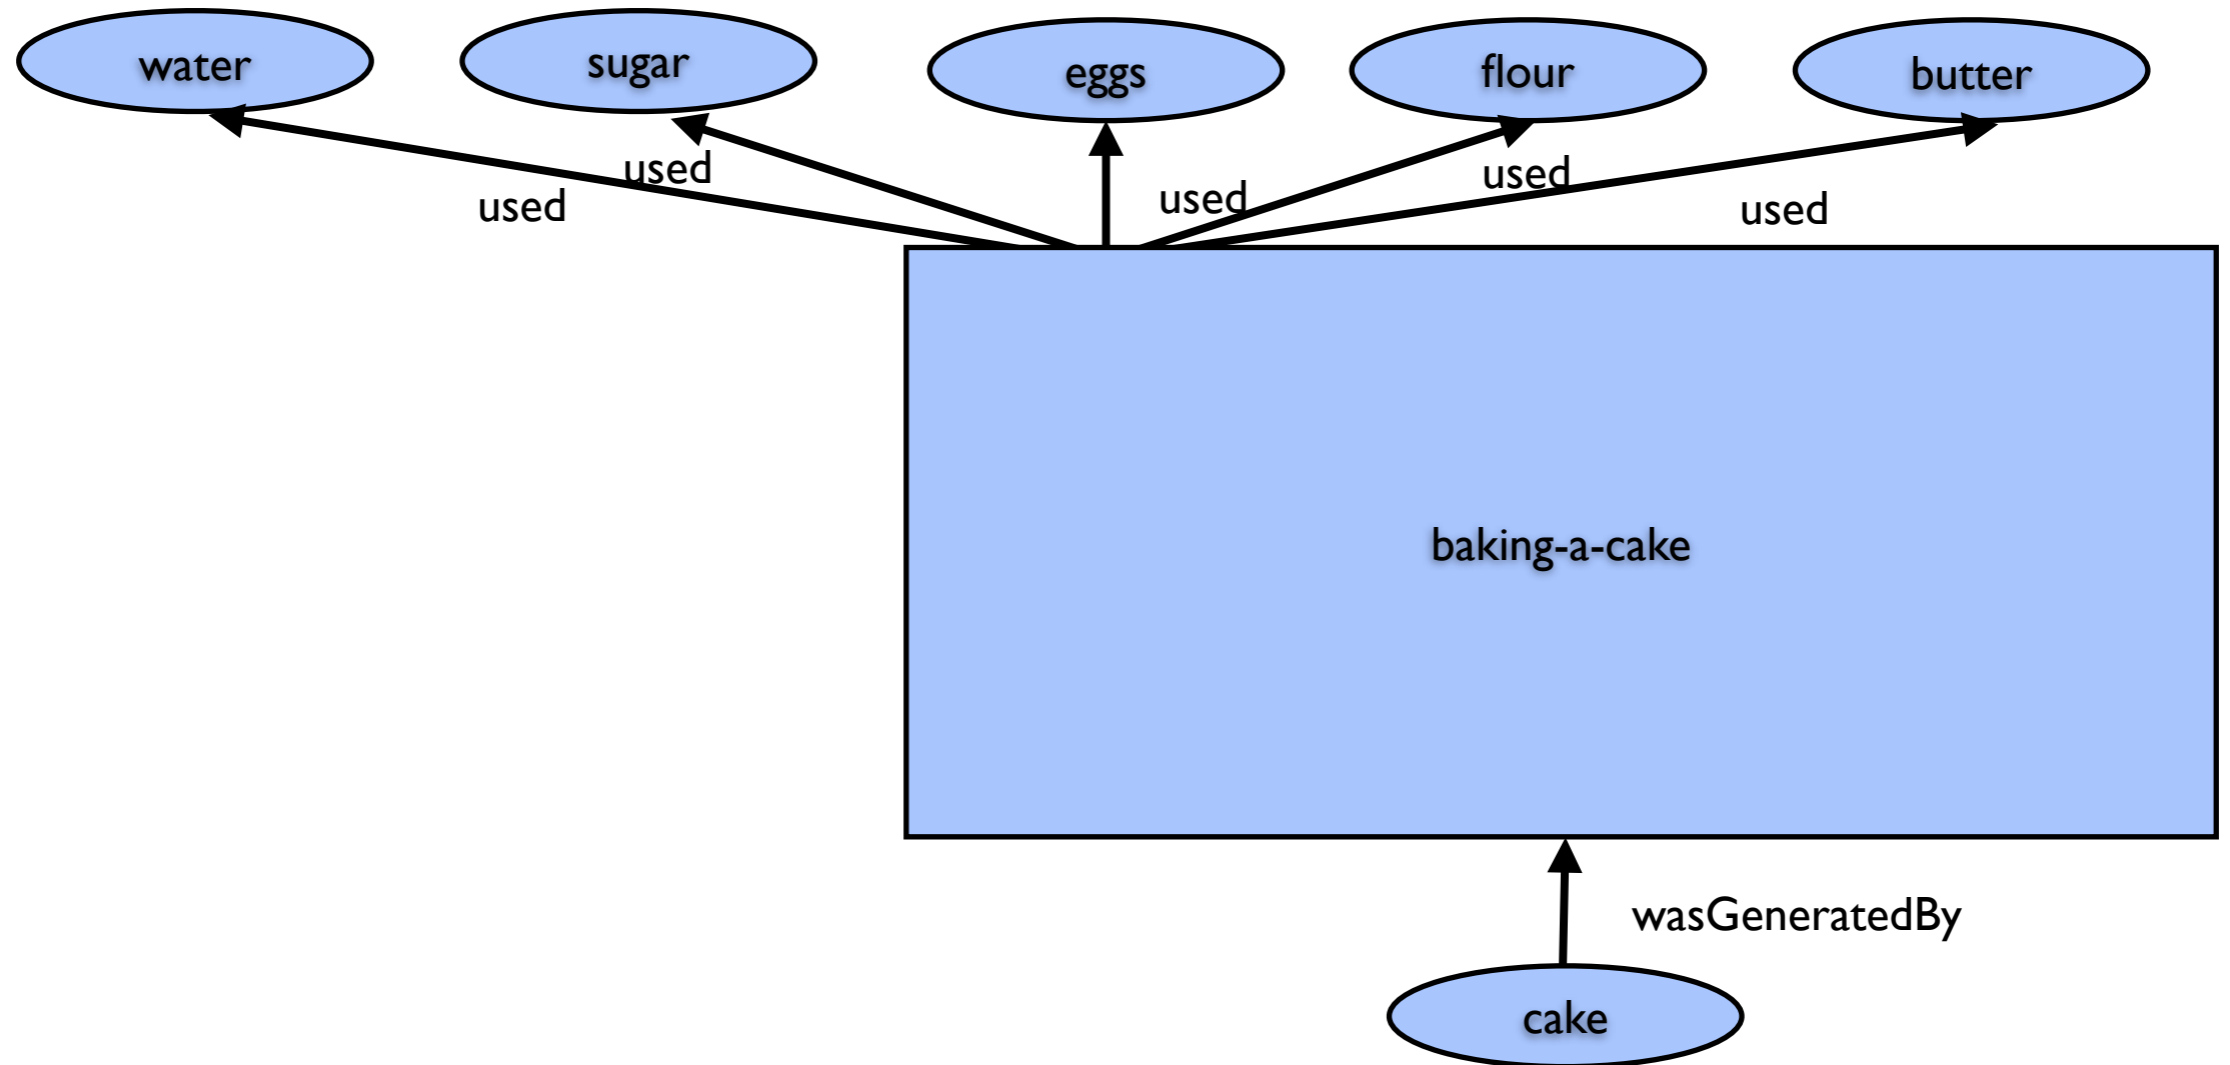 water
sugar
eggs
flour
butter
used
used
used
used
used
baking-a-cake
wasGeneratedBy
cake